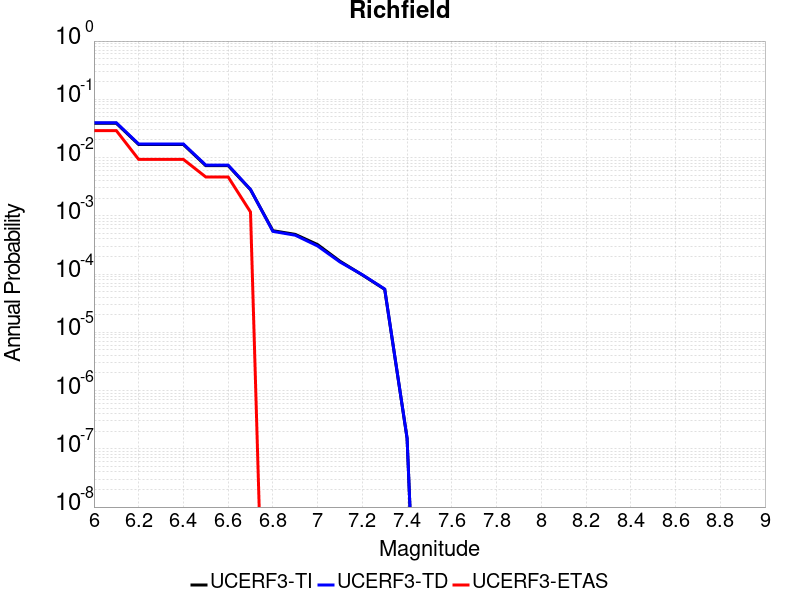 Richfield
10^0
10^-1
10^-2
10^-3
10^-4
10^-5
10^-6
10^-7
10^-8
Annual Probability
6 6.2 6.4 6.6 6.8 7 7.2 7.4 7.6 7.8 8 8.2 8.4 8.6 8.8 9
Magnitude
UCERF3-TI UCERF3-TD UCERF3-ETAS